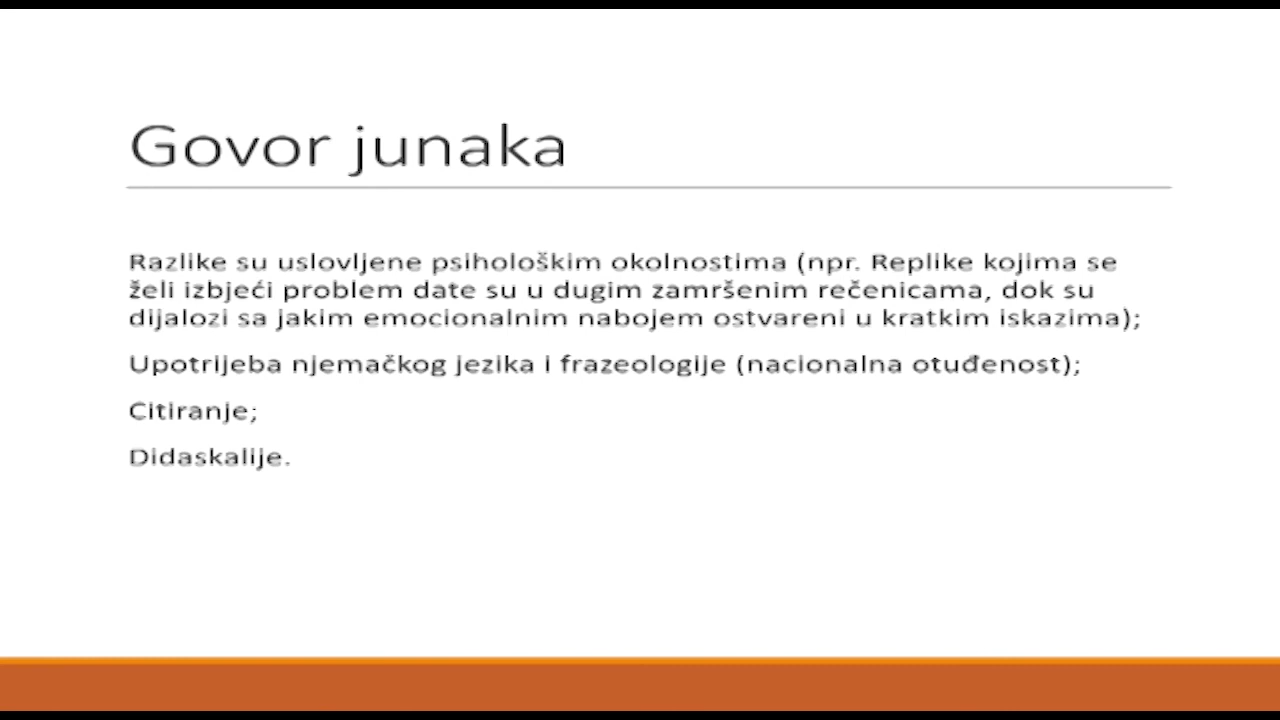 Govor junaka
Razlike su uslovljene psihološkim okolnostima (npr. Replike kojima se
želi izbjeći problem date su u dugim zamršenim rečenicama, dok su
dijalozi sa jakim emocionalnim nabojem ostvareni u kratkim iskazima);
Upotrijeba njemačkog jezika i frazeologije (nacionalna otuđenost);
Citiranje;
Didaskalije.